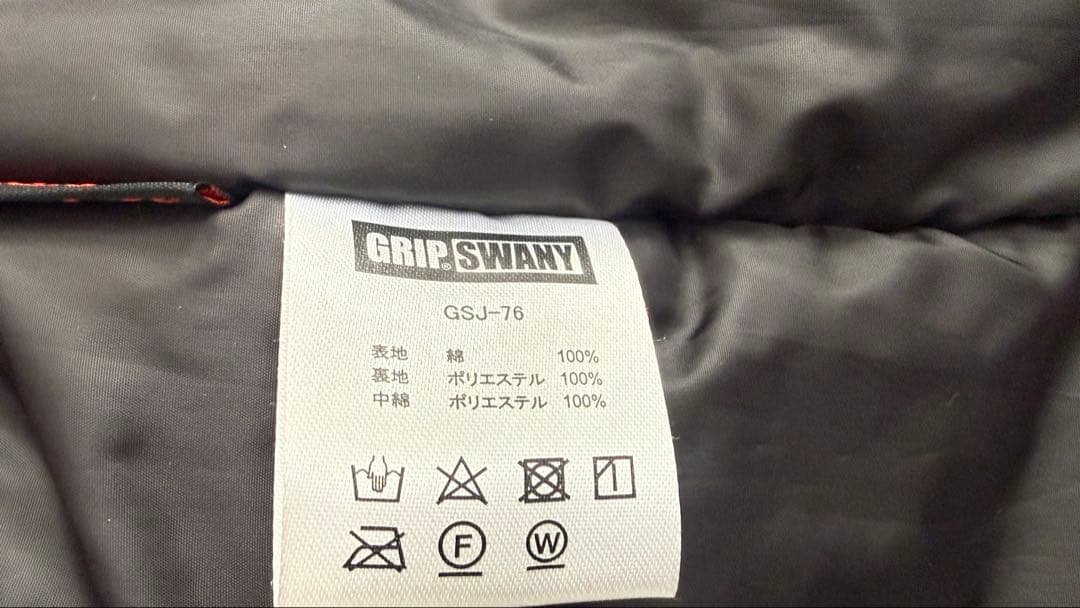 GRIP® SWANY
GSJ-76
表地 綿 100%
裏地 ポリエステル 100%
中綿 ポリエステル 100%
F W